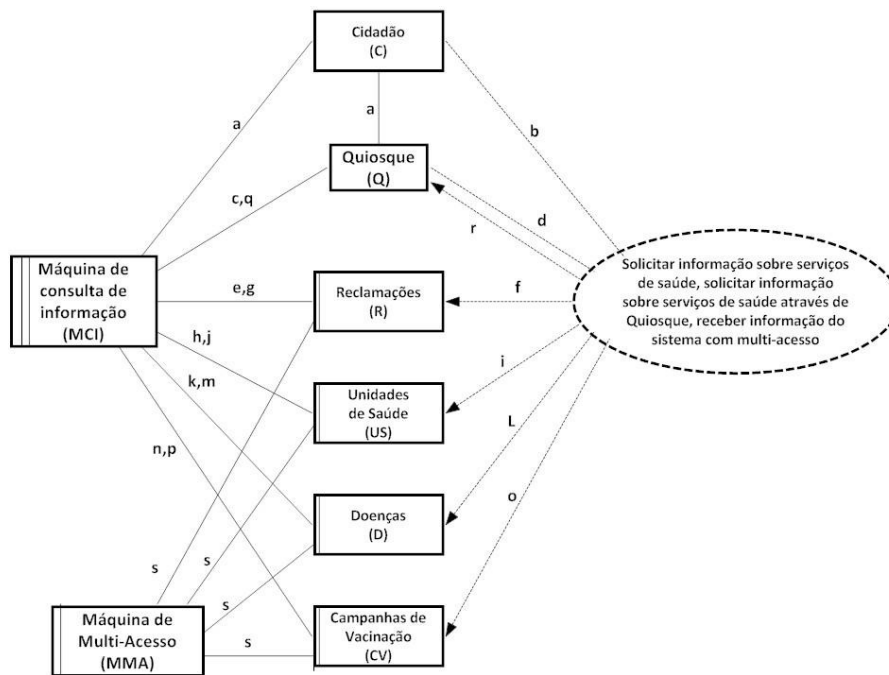 Cidadão
(C)
a
a
b
Quiosque
(Q)
c,q
d
r
Máquina de
consulta de
informação
(MCI)
e,g
Reclamações
(R)
f
Solicitar informação sobre serviços
de saúde, solicitar informação
sobre serviços de saúde através de
Quiosque, receber informação do
sistema com multi-acesso
h,j
i
k,m
Unidades
de Saúde
(US)
L
n,p
o
Doenças
(D)
s
s
s
Máquina de
Multi-Acesso
(MMA)
s
Campanhas de
Vacinação
(CV)